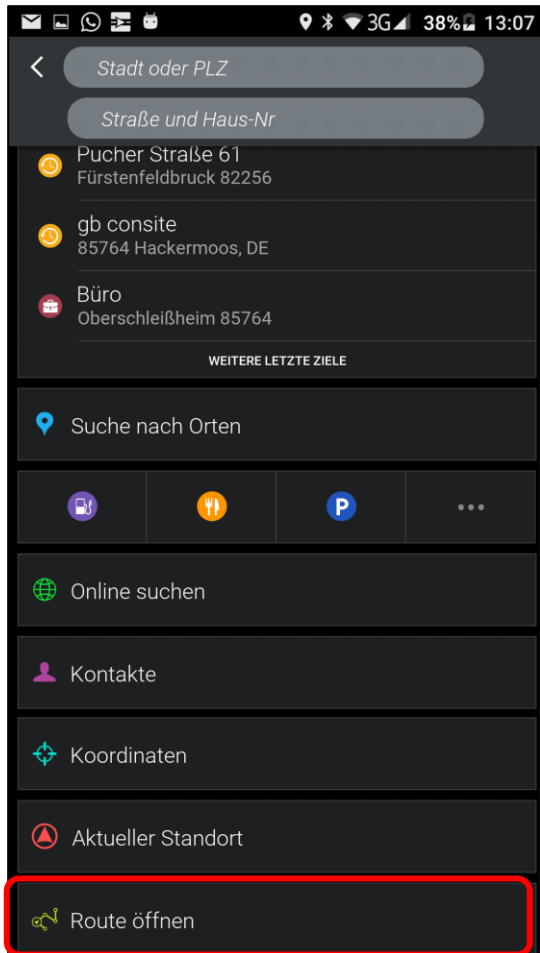 3G 38% 13:07
Stadt oder PLZ
Straße und Haus-Nr
Pucher Straße 61
Fürstenfeldbruck 82256
gb consite
85764 Hackermoos, DE
Büro
Oberschleißheim 85764
WEITERE LETZTE ZIELE
Suche nach Orten
P
Online suchen
Kontakte
Koordinaten
Aktueller Standort
Route öffnen